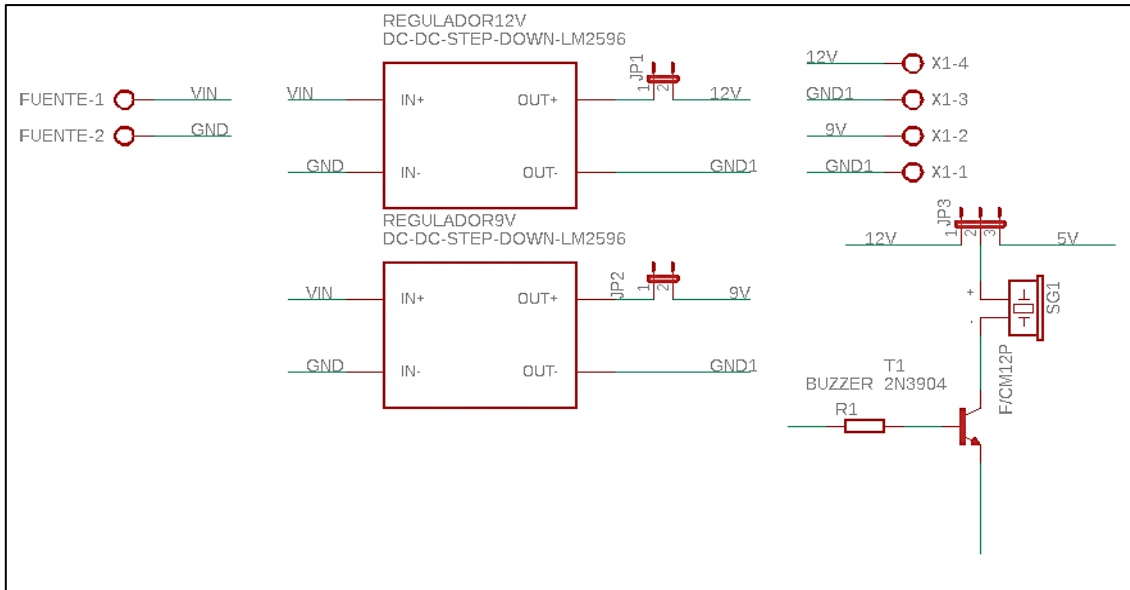 REGULADOR12V
DC-DC-STEP-DOWN-LM2596
FUENTE-1
VIN
FUENTE-2
GND
VIN
IN+
OUT+
JP1
1
2
12V
GND
IN-
OUT-
GND1
12V
X1-4
GND1
X1-3
9V
X1-2
GND1
X1-1
REGULADOR9V
DC-DC-STEP-DOWN-LM2596
VIN
IN+
OUT+
JP2
1
2
9V
GND
IN-
OUT-
GND1
JP3
1
2
3
12V
5V
+
-
SG1
F/CM12P
T1
BUZZER 2N3904
R1